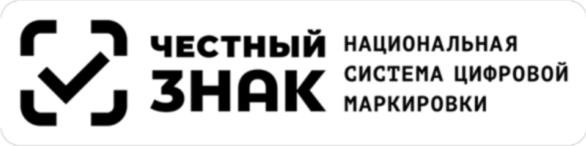 ЧЕСТНЫЙ
ЗНАК
НАЦИОНАЛЬНАЯ
СИСТЕМА ЦИФРОВОЙ
МАРКИРОВКИ